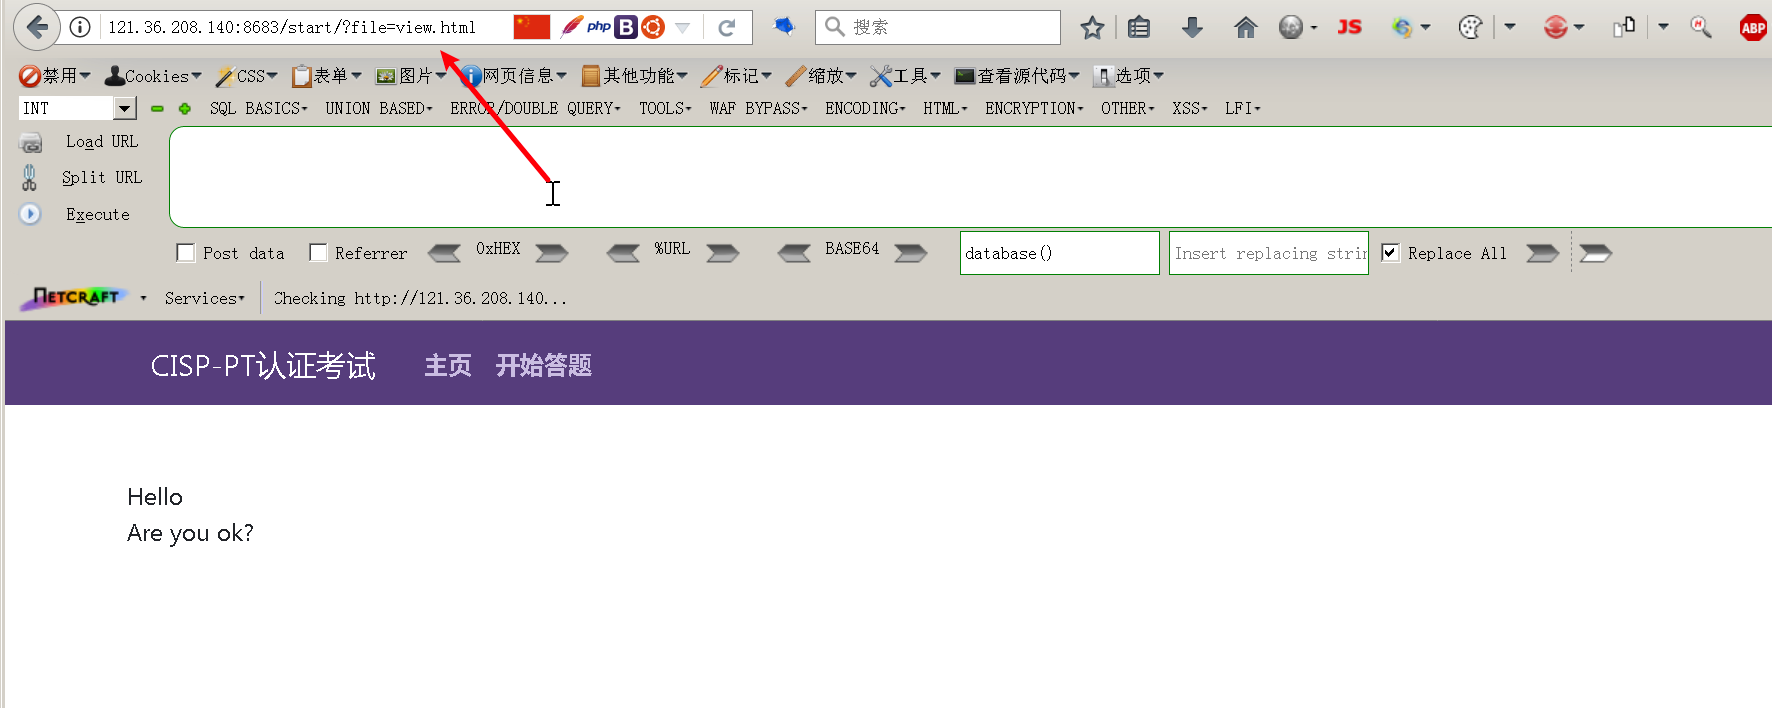 121.36.208.140:8683/start/?file=view.html php B 搜索 JS ABP
禁用 Cookies CSS 表单 图片 网页信息 其他功能 标记 缩放 工具 查看源代码 选项
INT SQL BASICS UNION BASED ERROR/DOUBLE QUERY TOOLS WAF BYPASS ENCODING HTML ENCRYPTION OTHER XSS LFI
Load URL
Split URL
Execute
Post data Referrer 0xHEX %URL BASE64 database() Insert replacing strin Replace All
NETCRAFT Services Checking http://121.36.208.140...
CISP-PT认证考试 主页 开始答题
Hello
Are you ok?